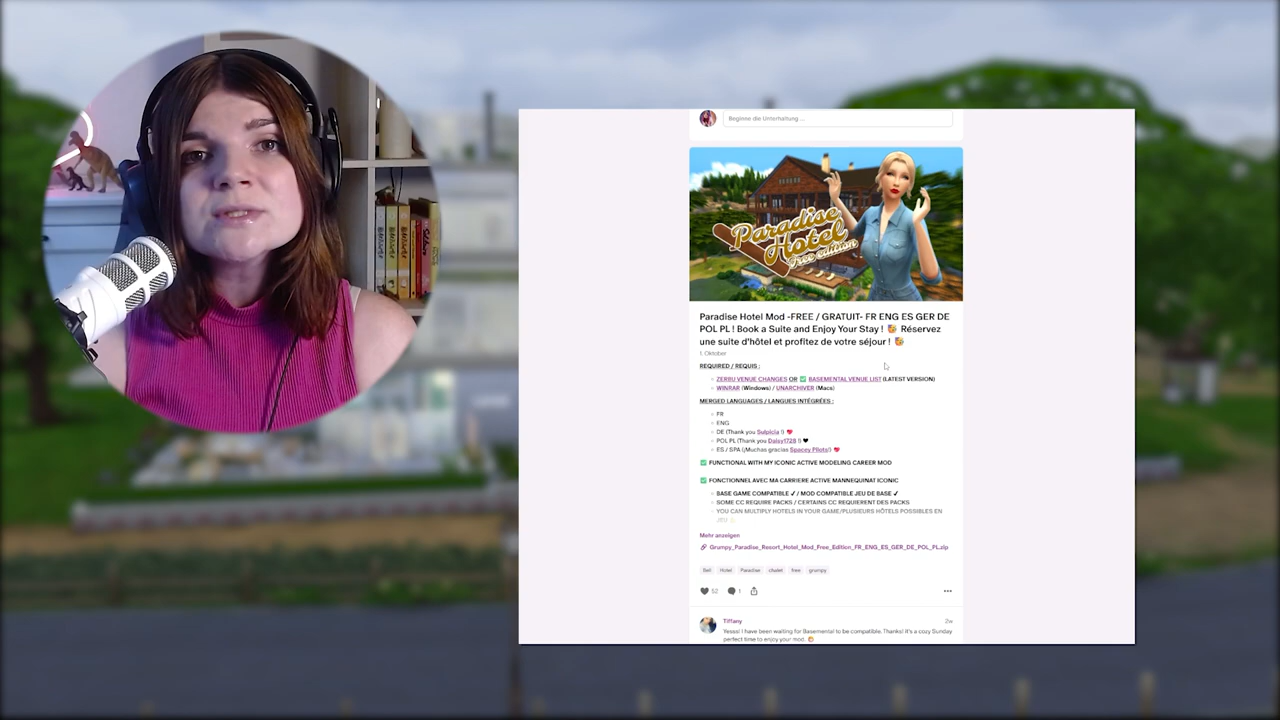 Beginne die Unterhaltung ...
Paradise
Hotel
Free edition
Paradise Hotel Mod -FREE / GRATUIT- FR ENG ES GER DE
POL PL ! Book a Suite and Enjoy Your Stay ! 🥳 Réservez
une suite d'hôtel et profitez de votre séjour ! 🥳
1. Oktober
REQUIRED / REQUIS :
ZERBU VENUE CHANGES OR ✅ BASEMENTAL VENUE LIST (LATEST VERSION)
WINRAR (Windows) / UNARCHIVER (Macs)
MERGED LANGUAGES / LANGUES INTÉGRÉES :
FR
ENG
DE (Thank you Sulpicia !) 💖
POL PL (Thank you Daisy1728 !) 🖤
ES / SPA (¡Muchas gracias Spacey Pilots!) 💖
✅ FUNCTIONAL WITH MY ICONIC ACTIVE MODELING CAREER MOD
✅ FONCTIONNEL AVEC MA CARRIERE ACTIVE MANNEQUINAT ICONIC
BASE GAME COMPATIBLE ✔ / MOD COMPATIBLE JEU DE BASE ✔
SOME CC REQUIRE PACKS / CERTAINS CC REQUIERENT DES PACKS
YOU CAN MULTIPLY HOTELS IN YOUR GAME/PLUSIEURS HÔTELS POSSIBLES EN
JEU
Mehr anzeigen
Grumpy_Paradise_Resort_Hotel_Mod_Free_Edition_FR_ENG_ES_GER_DE_POL_PL.zip
Bell Hotel Paradise chalet free grumpy
52 1
Tiffany 2w
Yesss! I have been waiting for Basemental to be compatible. Thanks! it's a cozy Sunday
perfect time to enjoy your mod.